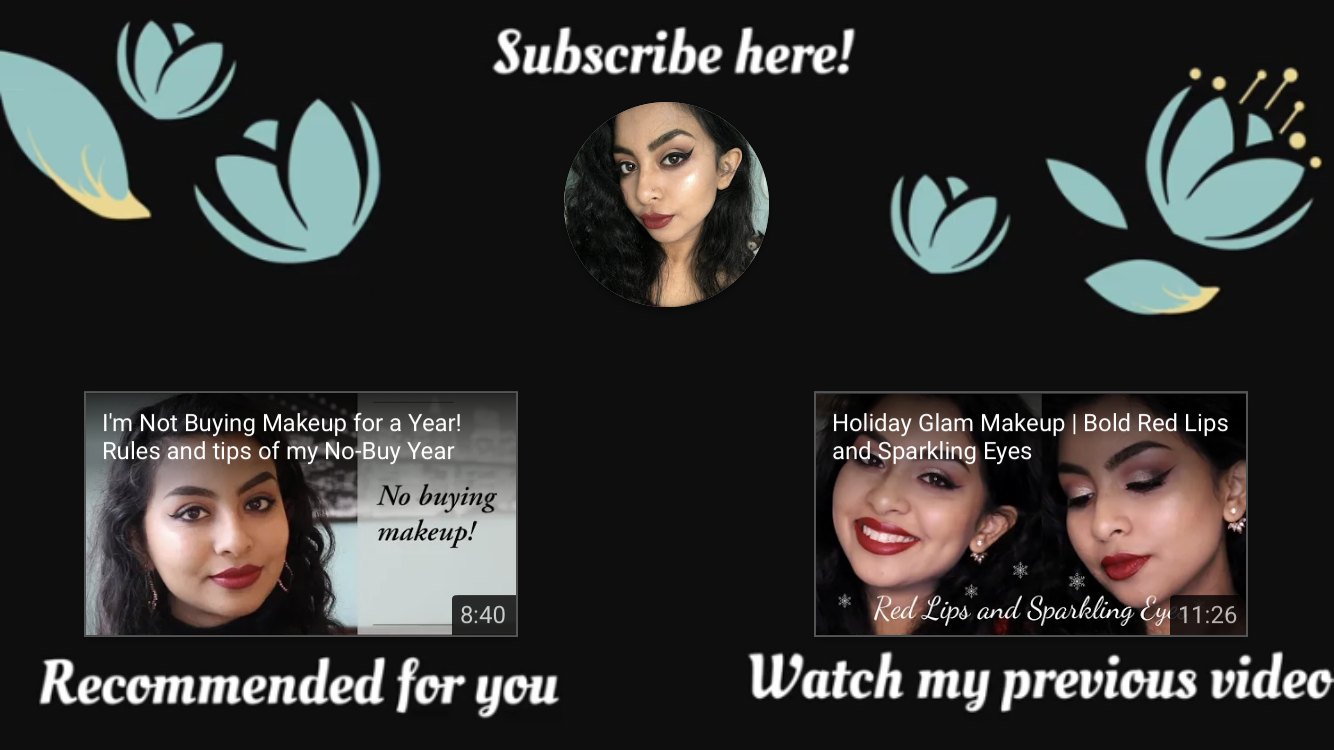 Subscribe here!
I'm Not Buying Makeup for a Year!
Rules and tips of my No-Buy Year
No buying
makeup!
8:40
Holiday Glam Makeup | Bold Red Lips
and Sparkling Eyes
Red Lips and Sparkling Eye
11:26
Recommended for you
Watch my previous video